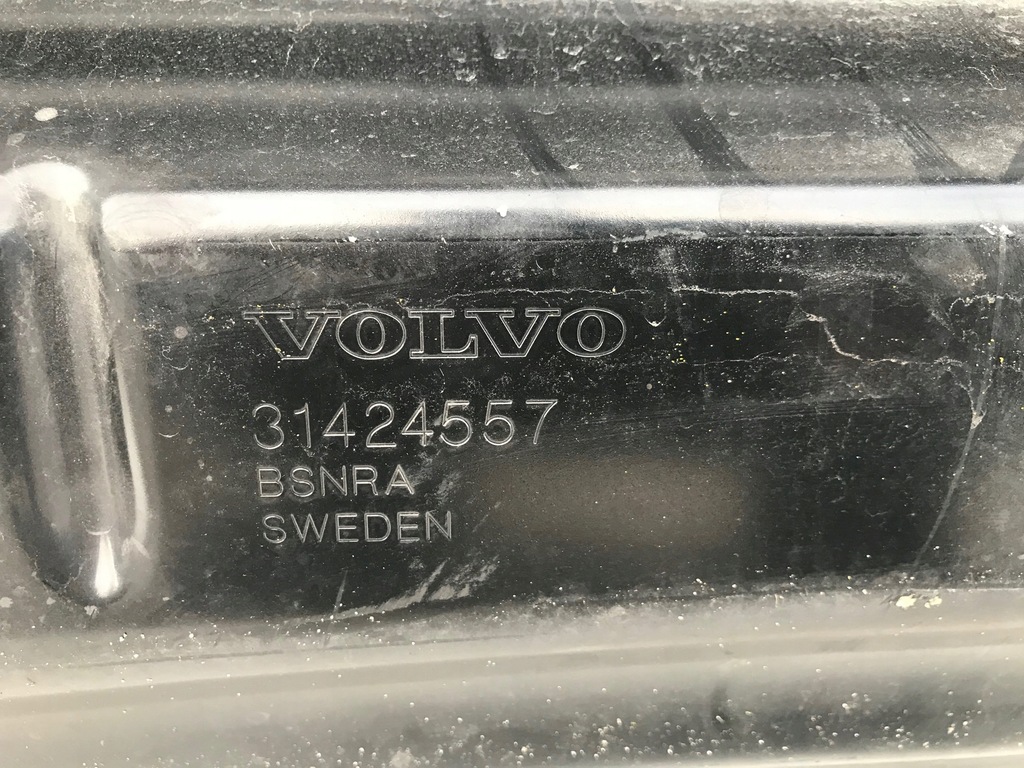 VOLVO
31424557
BSNRA
SWEDEN